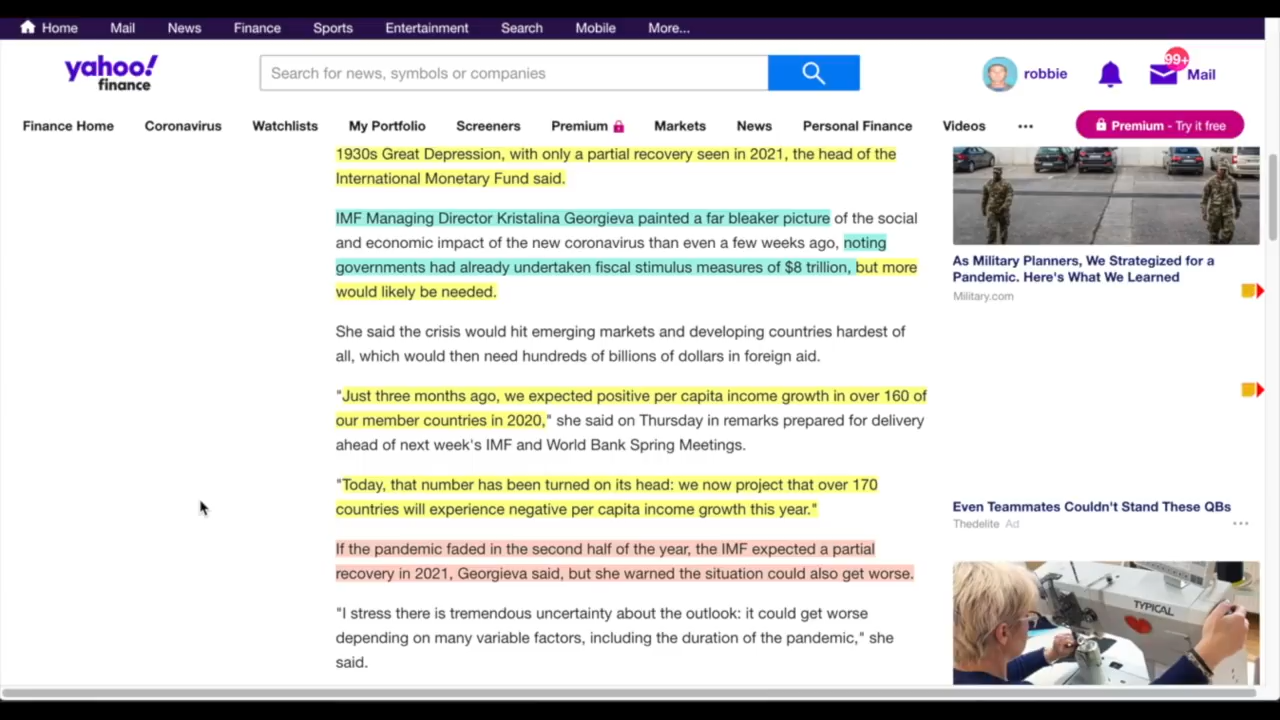 Home Mail News Finance Sports Entertainment Search Mobile More...
yahoo!
finance
Search for news, symbols or companies
robbie
99+
Mail
Finance Home Coronavirus Watchlists My Portfolio Screeners Premium Markets News Personal Finance Videos ... Premium - Try it free
1930s Great Depression, with only a partial recovery seen in 2021, the head of the
International Monetary Fund said.
IMF Managing Director Kristalina Georgieva painted a far bleaker picture of the social
and economic impact of the new coronavirus than even a few weeks ago, noting
governments had already undertaken fiscal stimulus measures of $8 trillion, but more
would likely be needed.
She said the crisis would hit emerging markets and developing countries hardest of
all, which would then need hundreds of billions of dollars in foreign aid.
"Just three months ago, we expected positive per capita income growth in over 160 of
our member countries in 2020," she said on Thursday in remarks prepared for delivery
ahead of next week's IMF and World Bank Spring Meetings.
"Today, that number has been turned on its head: we now project that over 170
countries will experience negative per capita income growth this year."
If the pandemic faded in the second half of the year, the IMF expected a partial
recovery in 2021, Georgieva said, but she warned the situation could also get worse.
"I stress there is tremendous uncertainty about the outlook: it could get worse
depending on many variable factors, including the duration of the pandemic," she
said.
As Military Planners, We Strategized for a
Pandemic. Here's What We Learned
Military.com
Even Teammates Couldn't Stand These QBs
Thedelite Ad
...
TYPICAL